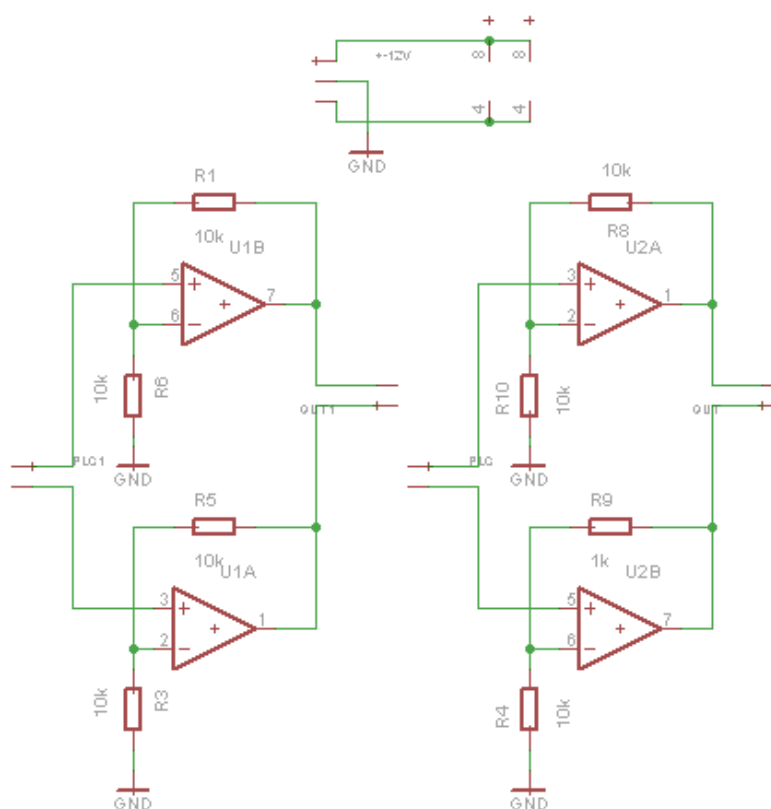 +-12V
8
8
4
4
GND
R1
10k
U1B
5
6
7
10k
R6
GND
PLC1
OUT1
R5
10k
U1A
3
2
1
10k
R3
GND
10k
R8
U2A
3
2
1
R10
10k
GND
PLC
OUT
R9
1k
U2B
5
6
7
R4
10k
GND